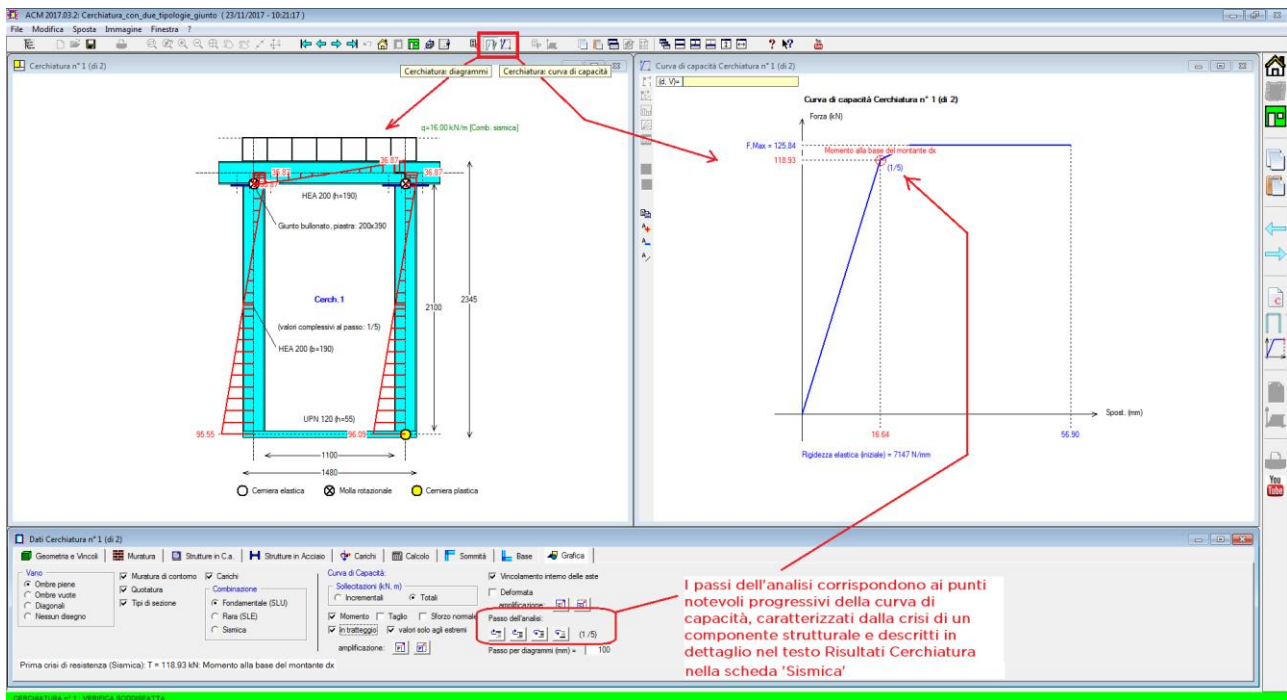 ACM 2017.03.2: Cerchiatura_con_due_tipologie_giunto ( 23/11/2017 - 10:21:17 )
File Modifica Sposta Immagine Finestra ?
Cerchiatura n° 1 (di 2)
Cerchiatura: diagrammi
Cerchiatura: curva di capacità
q=16.00 kN/m [Comb. sismica]
36.87
36.87
36.87
HEA 200 (h=190)
Giunto bullonato, piastra: 200x390
Cerch.1
2100
2345
(valori complessivi al passo: 1/5)
HEA 200 (b=190)
UPN 120 (h=55)
95.55
96.09
1100
1480
Cerniera elastica
Molla rotazionale
Cerniera plastica
Curva di capacità Cerchiatura n° 1 (di 2)
(d, V)=
Curva di capacità Cerchiatura n° 1 (di 2)
Forza (kN)
F,Max = 125.84
Momento alla base del montante dx
118.93
(1/5)
Spost. (mm)
16.64
56.90
Rigidezza elastica (iniziale) = 7147 N/mm
You
Tube
Dati Cerchiatura n° 1 (di 2)
Geometria e Vincoli
Muratura
Strutture in C.a.
Strutture in Acciaio
Carichi
Calcolo
Sommità
Base
Grafica
Vano
Ombre piene
Ombre vuote
Diagonali
Nessun disegno
Muratura di contorno
Quotatura
Tipi di sezione
Carichi
Combinazione
Fondamentale (SLU)
Rara (SLE)
Sismica
Curva di Capacità:
Sollecitazioni (kN, m)
Incrementali
Totali
Momento
Taglio
Sforzo normale
in tratteggio
valori solo agli estremi
amplificazione:
Vincolamento interno delle aste
Deformata
amplificazione:
Passo dell'analisi:
(1 /5)
Passo per diagrammi (mm) = 100
I passi dell'analisi corrispondono ai punti
notevoli progressivi della curva di
capacità, caratterizzati dalla crisi di un
componente strutturale e descritti in
dettaglio nel testo Risultati Cerchiatura
nella scheda 'Sismica'
Prima crisi di resistenza (Sismica): T = 118.93 kN: Momento alla base del montante dx
CERCHIATURA n° 1 : VERIFICA SODDISFATTA